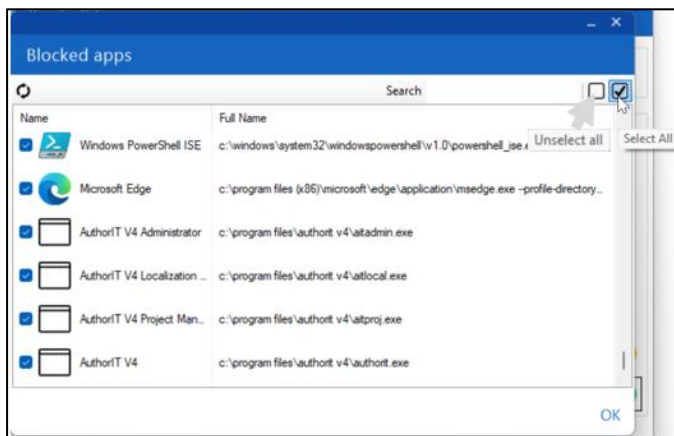 Blocked apps
Search
Unselect all
Select All
Name Full Name
Windows PowerShell ISE c:\windows\system32\windowspowershell\v1.0\powershell_ise.e
Microsoft Edge c:\program files (x86)\microsoft\edge\application\msedge.exe --profile-directory...
AuthorIT V4 Administrator c:\program files\authorit v4\aitadmin.exe
AuthorIT V4 Localization ... c:\program files\authorit v4\aitlocal.exe
AuthorIT V4 Project Man... c:\program files\authorit v4\aitproj.exe
AuthorIT V4 c:\program files\authorit v4\authorit.exe
OK